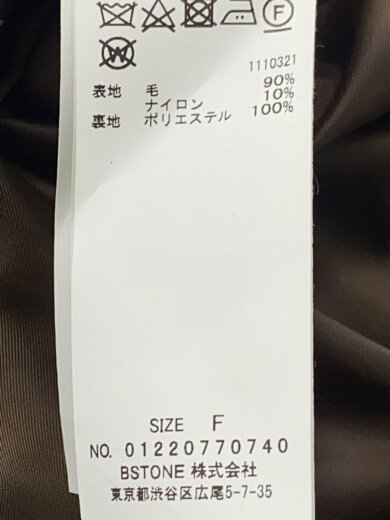 F
W
1110321
表地 毛 90%
ナイロン 10%
裏地 ポリエステル 100%
SIZE F
NO. 01220770740
BSTONE 株式会社
東京都渋谷区広尾5-7-35